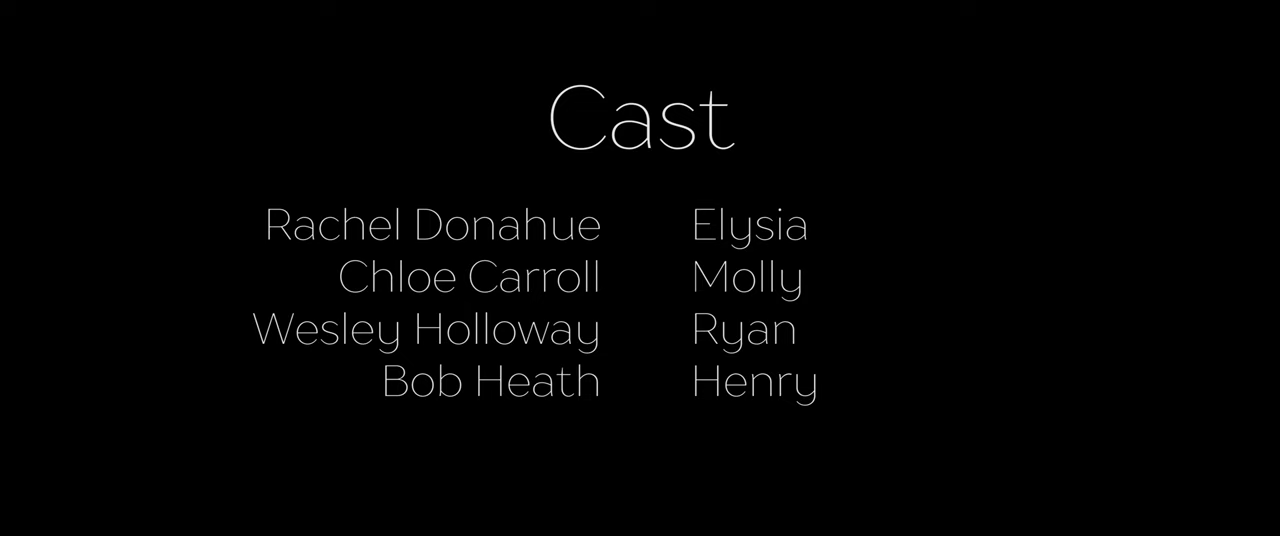 Cast
Rachel Donahue Elysia
Chloe Carroll Molly
Wesley Holloway Ryan
Bob Heath Henry